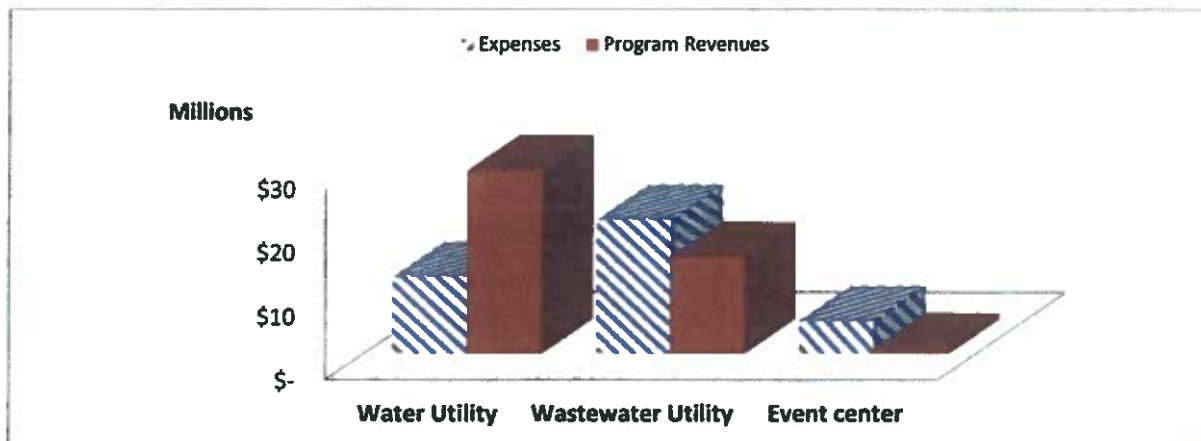 Expenses Program Revenues
Millions
$30
$20
$10
$-
Water Utility Wastewater Utility Event center